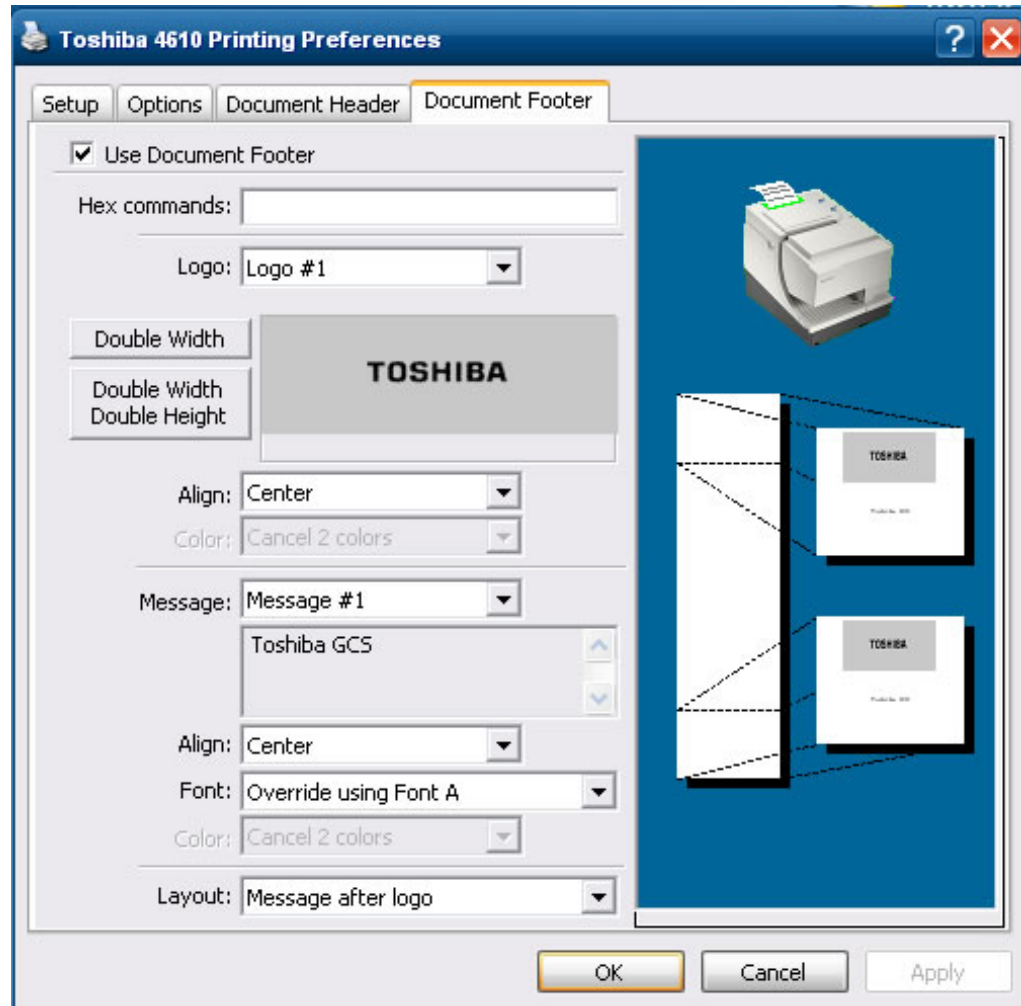 Toshiba 4610 Printing Preferences
Setup
Options
Document Header
Document Footer
Use Document Footer
Hex commands:
Logo: Logo #1
Double Width
Double Width
Double Height
TOSHIBA
Align: Center
Color: Cancel 2 colors
Message: Message #1
Toshiba GCS
Align: Center
Font: Override using Font A
Color: Cancel 2 colors
Layout: Message after logo
TOSHIBA
TOSHIBA
OK
Cancel
Apply